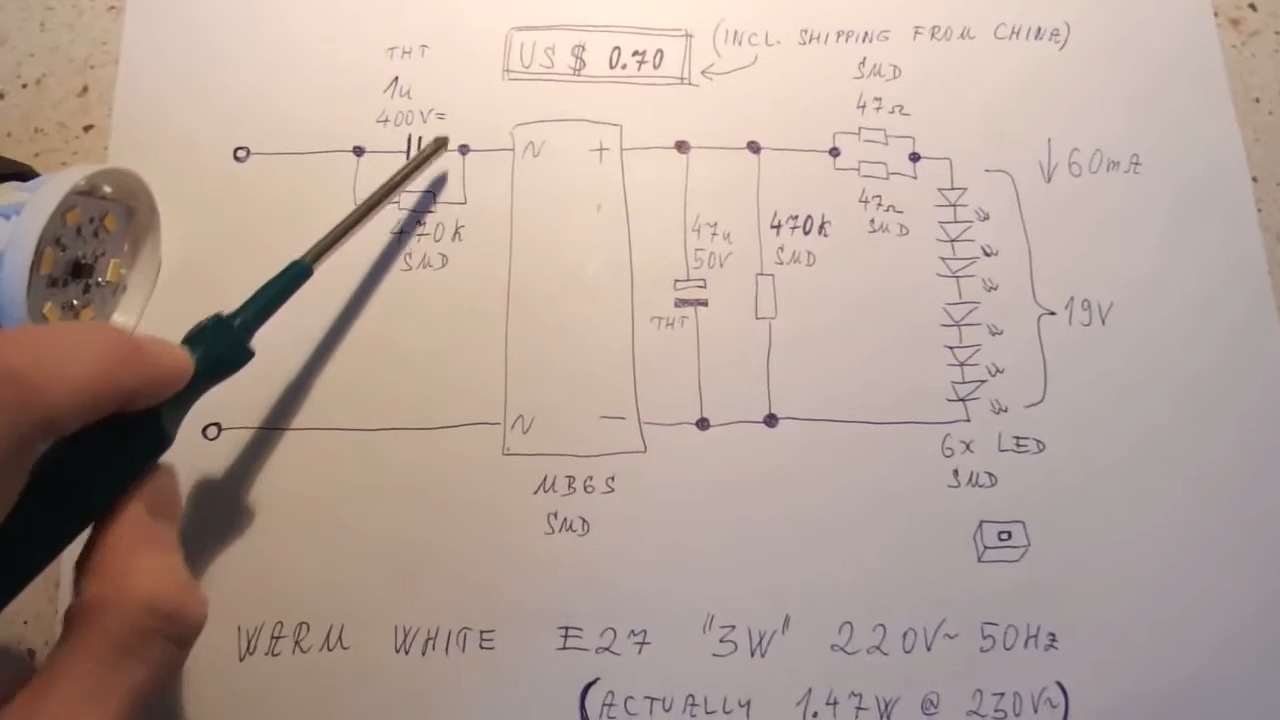 US $ 0.70
(INCL. SHIPPING FROM CHINA)
THT
1u
400V=
470k
SMD
N
+
N
−
MB6S
SMD
47u
50V
THT
470k
SMD
SMD
47Ω
47Ω
SMD
↓ 60mA
19V
6x LED
SMD
WARM WHITE E27 "3W" 220V~ 50Hz
(ACTUALLY 1.47W @ 230V~)